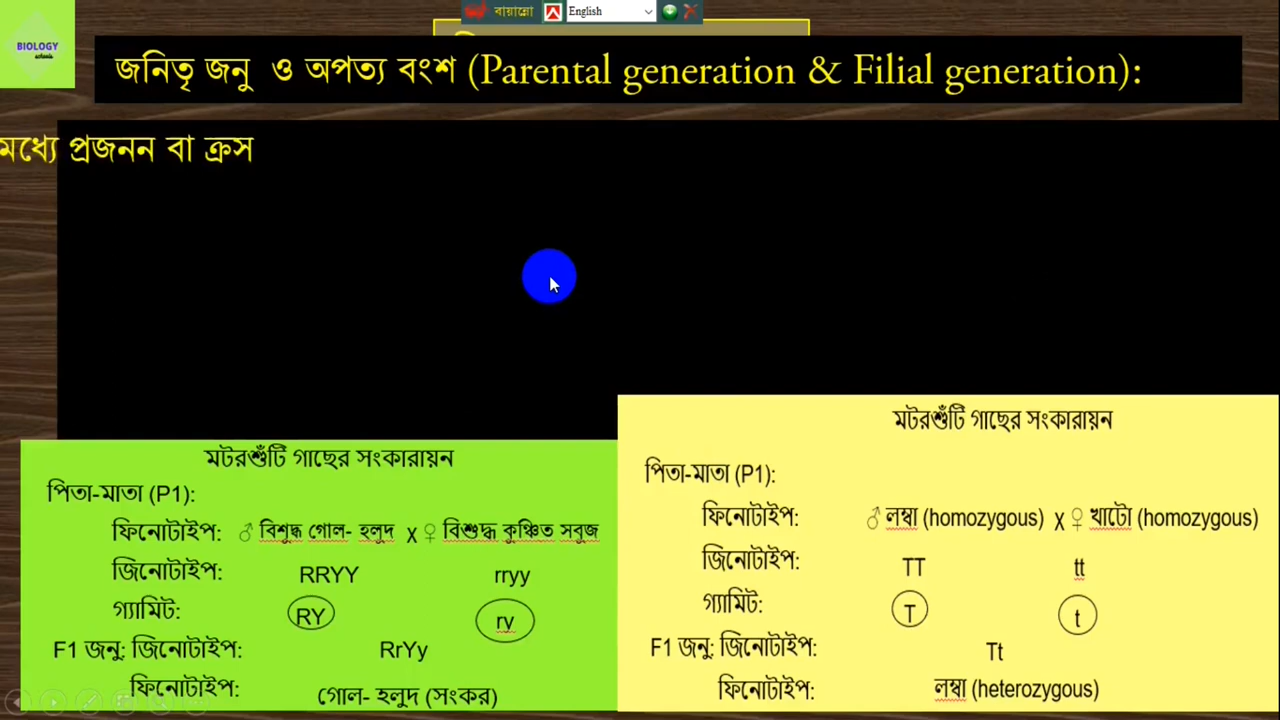 বায়ান্নো English
BIOLOGY
schools
জনিতৃ জনু ও অপত্য বংশ (Parental generation & Filial generation):
মধ্যে প্রজনন বা ক্রস
মটরশুঁটি গাছের সংকারায়ন
পিতা-মাতা (P1):
ফিনোটাইপ: ♂ বিশুদ্ধ গোল- হলুদ x ♀ বিশুদ্ধ কুঞ্চিত সবুজ
জিনোটাইপ: RRYY rryy
গ্যামিট: RY ry
F1 জনু: জিনোটাইপ: RrYy
ফিনোটাইপ: গোল- হলুদ (সংকর)
মটরশুঁটি গাছের সংকারায়ন
পিতা-মাতা (P1):
ফিনোটাইপ: ♂ লম্বা (homozygous) x ♀ খাটো (homozygous)
জিনোটাইপ: TT tt
গ্যামিট: T t
F1 জনু: জিনোটাইপ: Tt
ফিনোটাইপ: লম্বা (heterozygous)